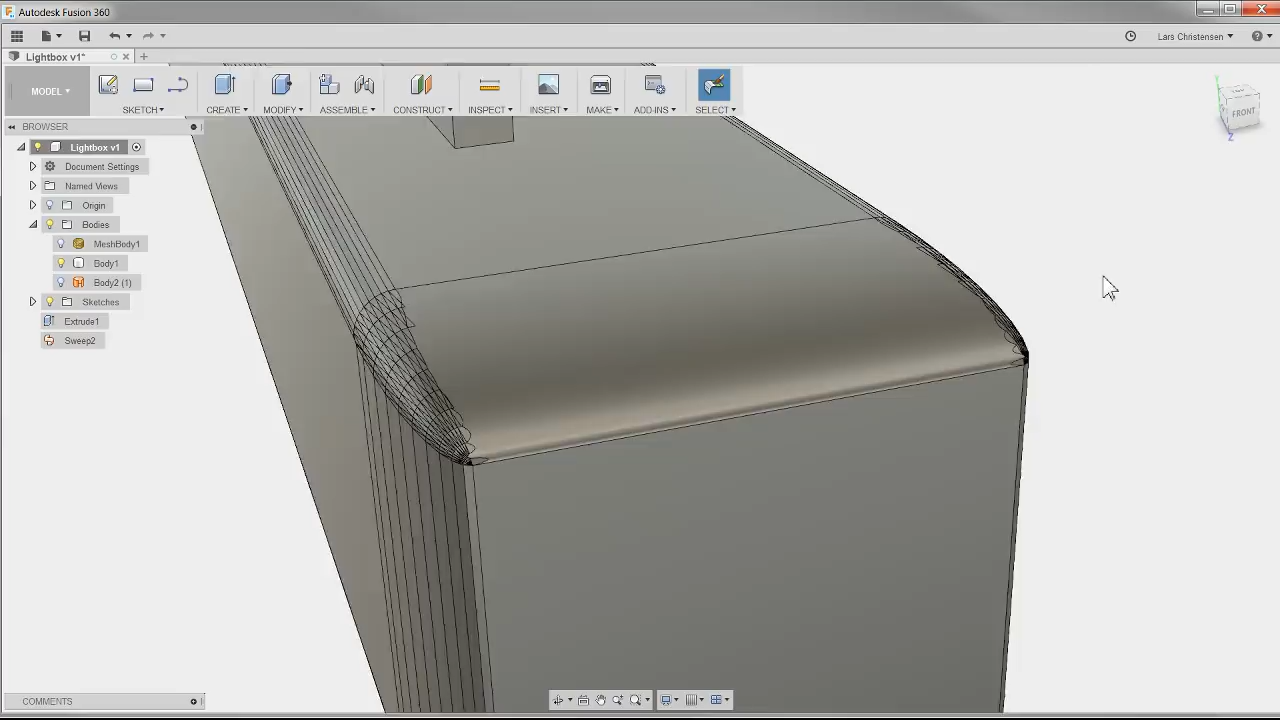 Autodesk Fusion 360
Lars Christensen
Lightbox v1*
MODEL
SKETCH
CREATE
MODIFY
ASSEMBLE
CONSTRUCT
INSPECT
INSERT
MAKE
ADD-INS
SELECT
FRONT
Y
Z
BROWSER
Lightbox v1
Document Settings
Named Views
Origin
Bodies
MeshBody1
Body1
Body2 (1)
Sketches
Extrude1
Sweep2
COMMENTS